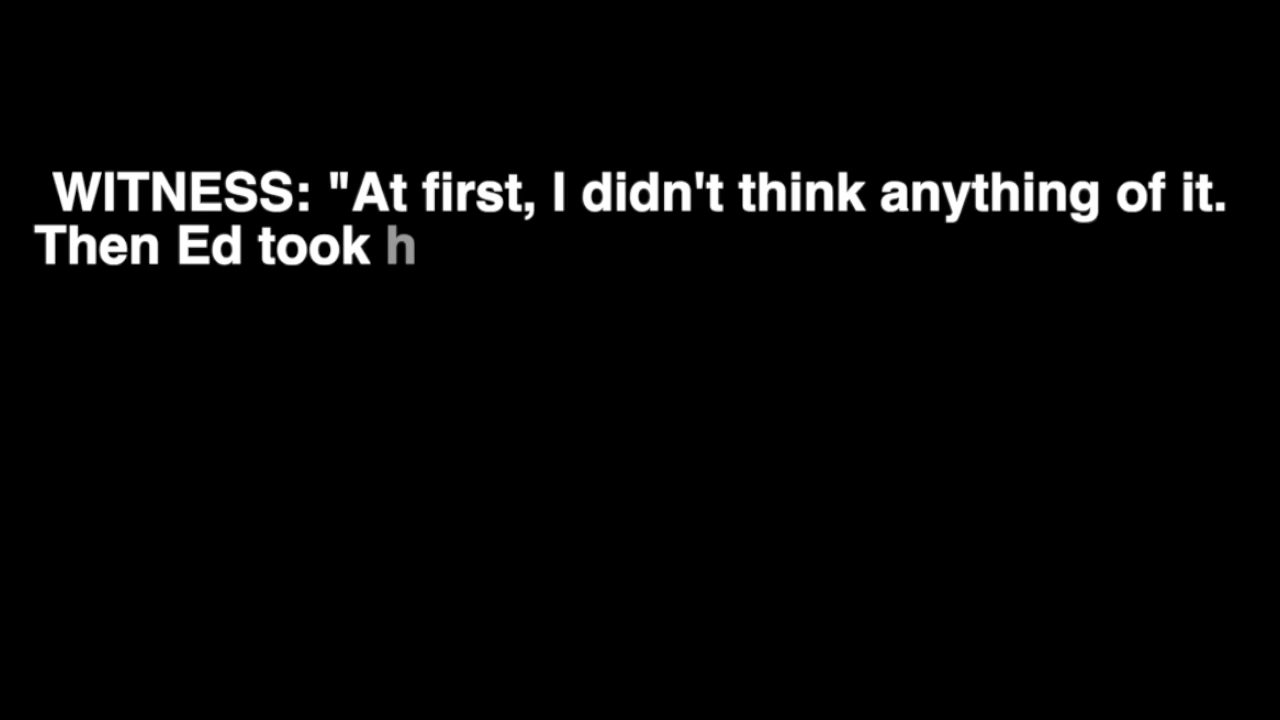 WITNESS: "At first, I didn't think anything of it.
Then Ed took h